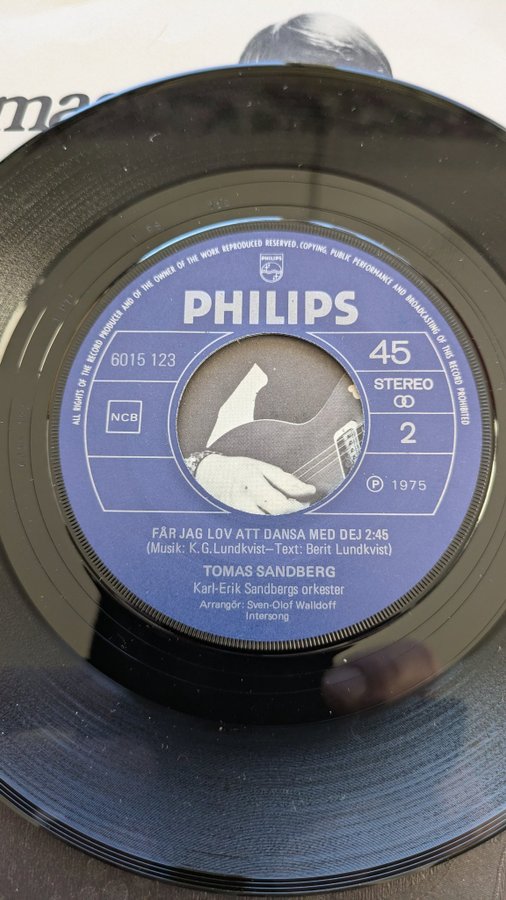 mas
ALL RIGHTS OF THE RECORD PRODUCER AND OF THE OWNER OF THE WORK REPRODUCED RESERVED. COPYING, PUBLIC PERFORMANCE AND BROADCASTING OF THIS RECORD PROHIBITED
PHILIPS
PHILIPS
6015 123
45
STEREO
NCB
2
Ⓟ 1975
FÅR JAG LOV ATT DANSA MED DEJ 2:45
(Musik: K.G.Lundkvist–Text: Berit Lundkvist)
TOMAS SANDBERG
Karl-Erik Sandbergs orkester
Arrangör: Sven-Olof Walldoff
Intersong